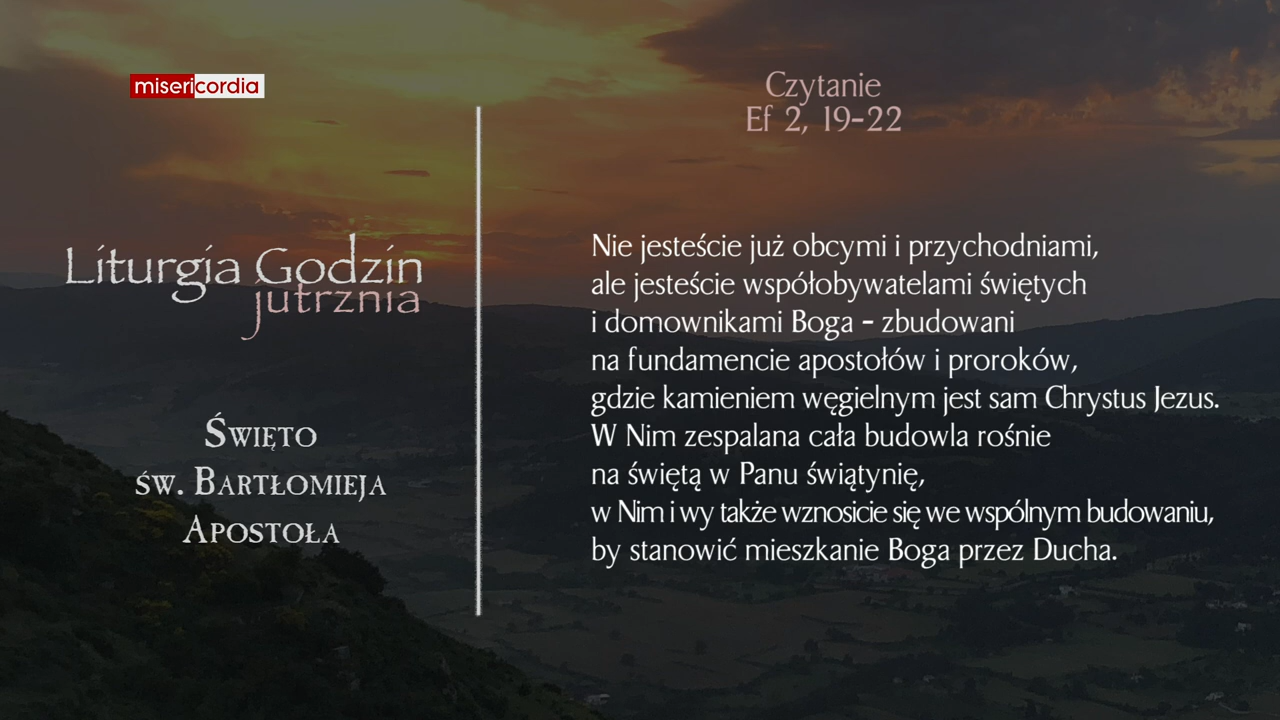 misericordia
Liturgia Godzin
jutrznia
Święto
św. Bartłomieja
Apostoła
Czytanie
Ef 2, 19-22
Nie jesteście już obcymi i przychodniami,
ale jesteście współobywatelami świętych
i domownikami Boga - zbudowani
na fundamencie apostołów i proroków,
gdzie kamieniem węgielnym jest sam Chrystus Jezus.
W Nim zespalana cała budowla rośnie
na świętą w Panu świątynię,
w Nim i wy także wznosicie się we wspólnym budowaniu,
by stanowić mieszkanie Boga przez Ducha.